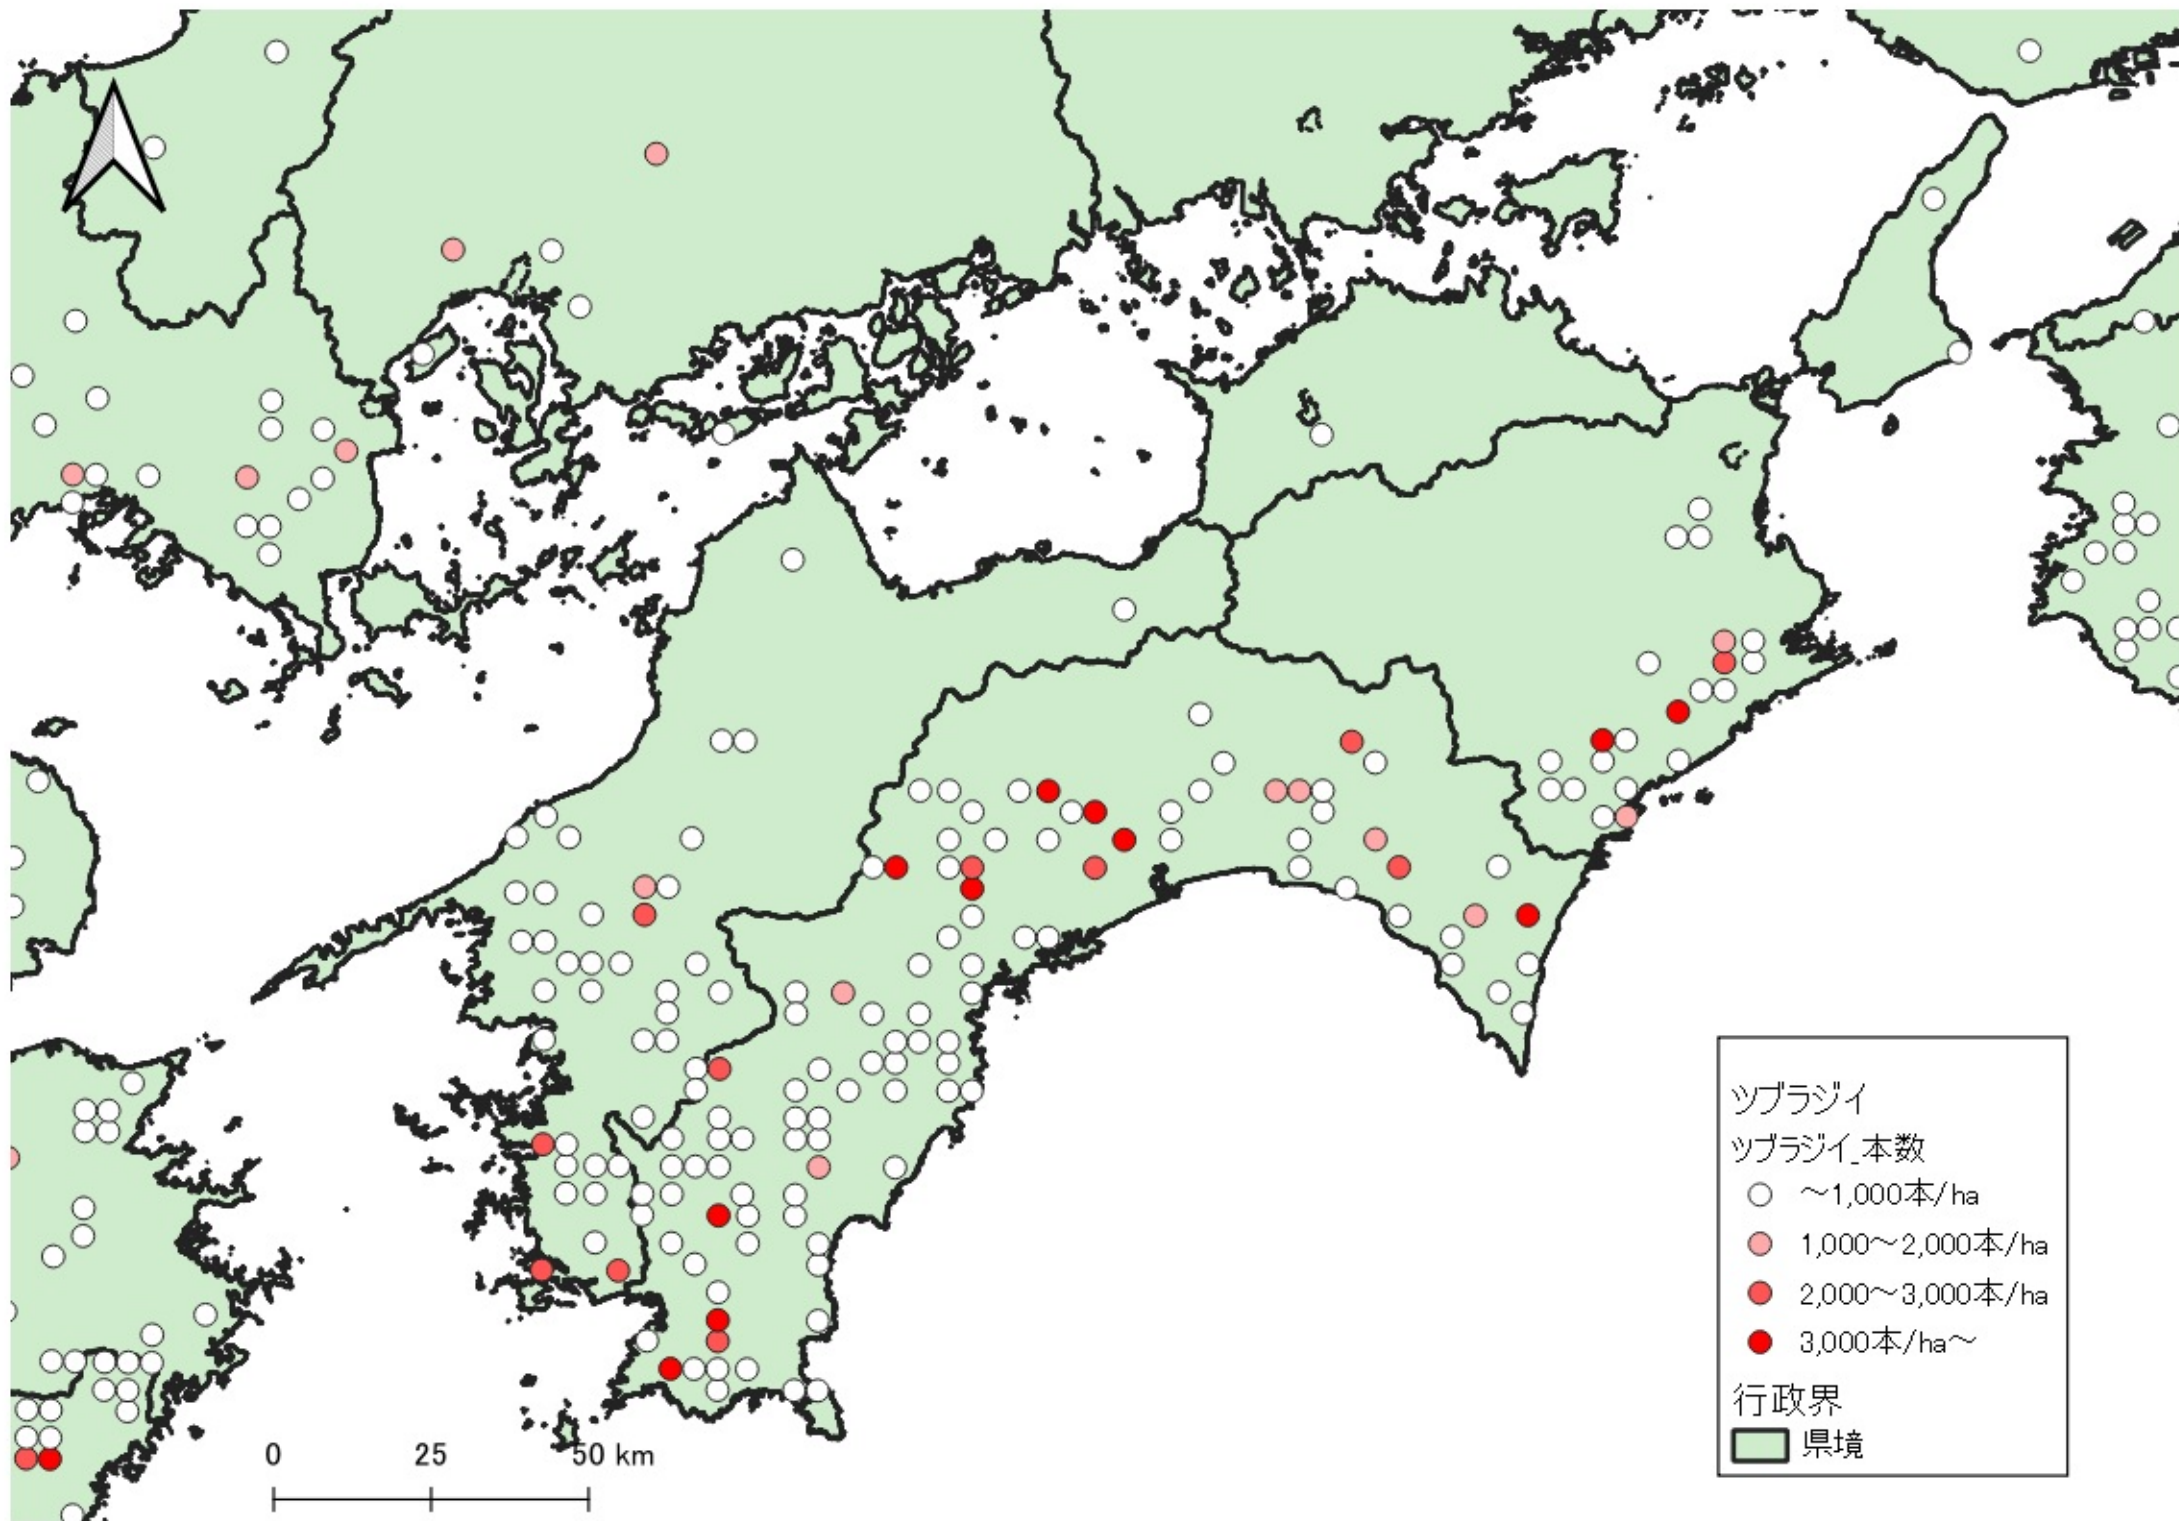 ツブラジイ
ツブラジイ_本数
～1,000本/ha
1,000～2,000本/ha
2,000～3,000本/ha
3,000本/ha～
行政界
県境
0 25 50 km